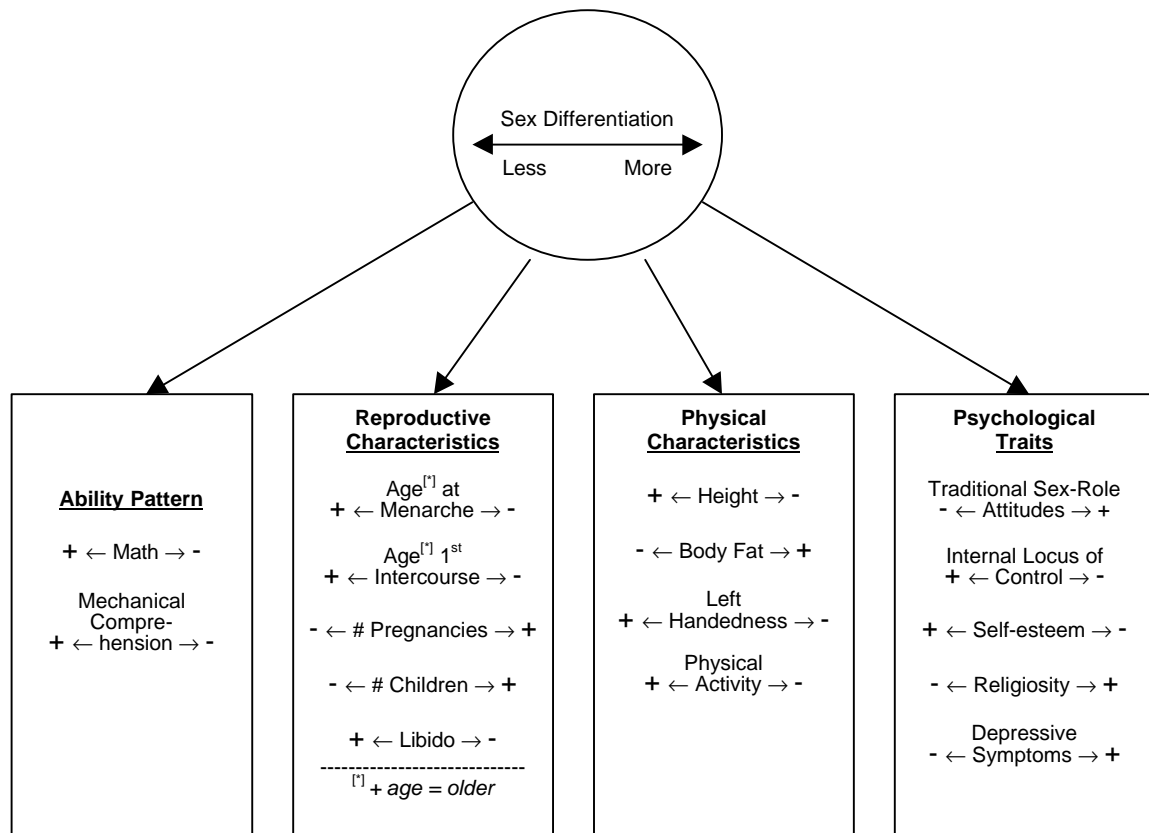 Sex Differentiation
Less More
Ability Pattern
+ ← Math → -
Mechanical
Compre-
+ ← hension → -
Reproductive
Characteristics
Age[*] at
+ ← Menarche → -
Age[*] 1st
+ ← Intercourse → -
- ← # Pregnancies → +
- ← # Children → +
+ ← Libido → -
------------------------------
[*] + age = older
Physical
Characteristics
+ ← Height → -
- ← Body Fat → +
Left
+ ← Handedness → -
Physical
+ ← Activity → -
Psychological
Traits
Traditional Sex-Role
- ← Attitudes → +
Internal Locus of
+ ← Control → -
+ ← Self-esteem → -
- ← Religiosity → +
Depressive
- ← Symptoms → +